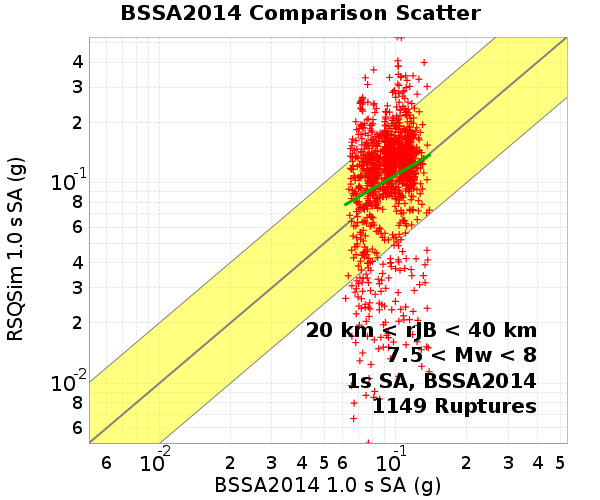 BSSA2014 Comparison Scatter
RSQSim 1.0 s SA (g)
4
3
2
10-1
8
6
4
3
2
10-2
8
6
20 km < rJB < 40 km
7.5 < Mw < 8
1s SA, BSSA2014
1149 Ruptures
6 10-2 2 3 4 5 6 10-1 2 3 4 5
BSSA2014 1.0 s SA (g)